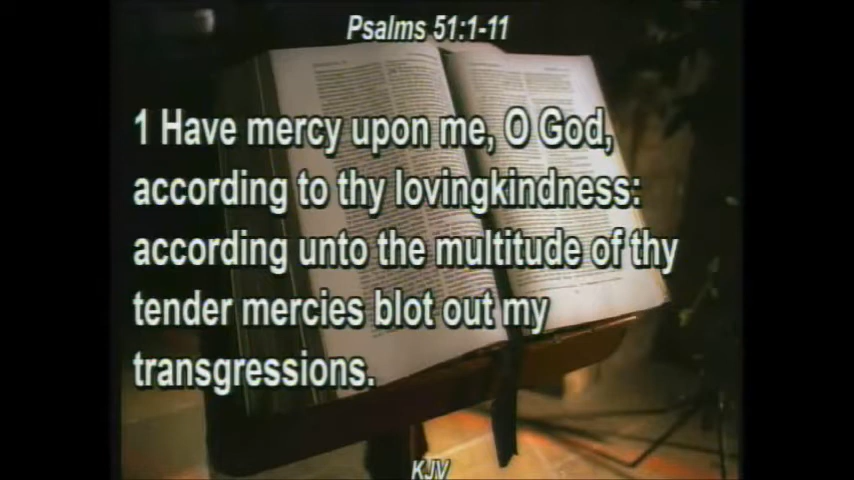 Psalms 51:1-11
1 Have mercy upon me, O God,
according to thy lovingkindness:
according unto the multitude of thy
tender mercies blot out my
transgressions.
KJV